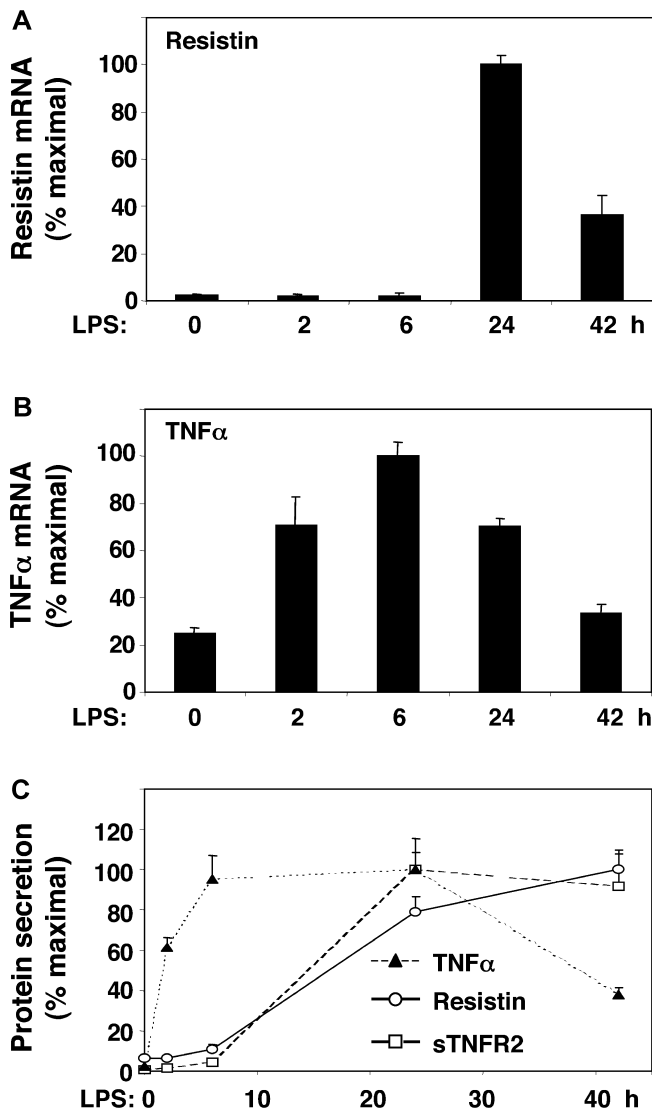 A
Resistin
Resistin mRNA
(% maximal)
100
80
60
40
20
0
LPS: 0 2 6 24 42 h
B
TNFα
TNFα mRNA
(% maximal)
100
80
60
40
20
0
LPS: 0 2 6 24 42 h
C
Protein secretion
(% maximal)
120
100
80
60
40
20
0
TNFα
Resistin
sTNFR2
LPS: 0 10 20 30 40 h